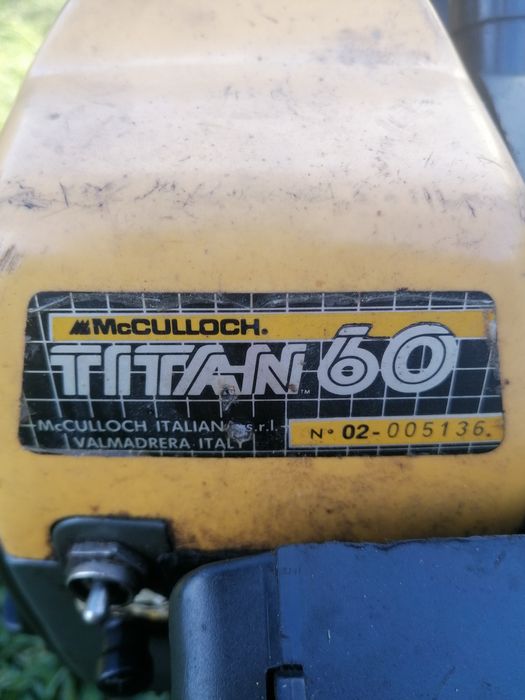 McCULLOCH.
TITAN 60
McCULLOCH ITALIANA s.r.l.
VALMADRERA ITALY
N° 02-005136.